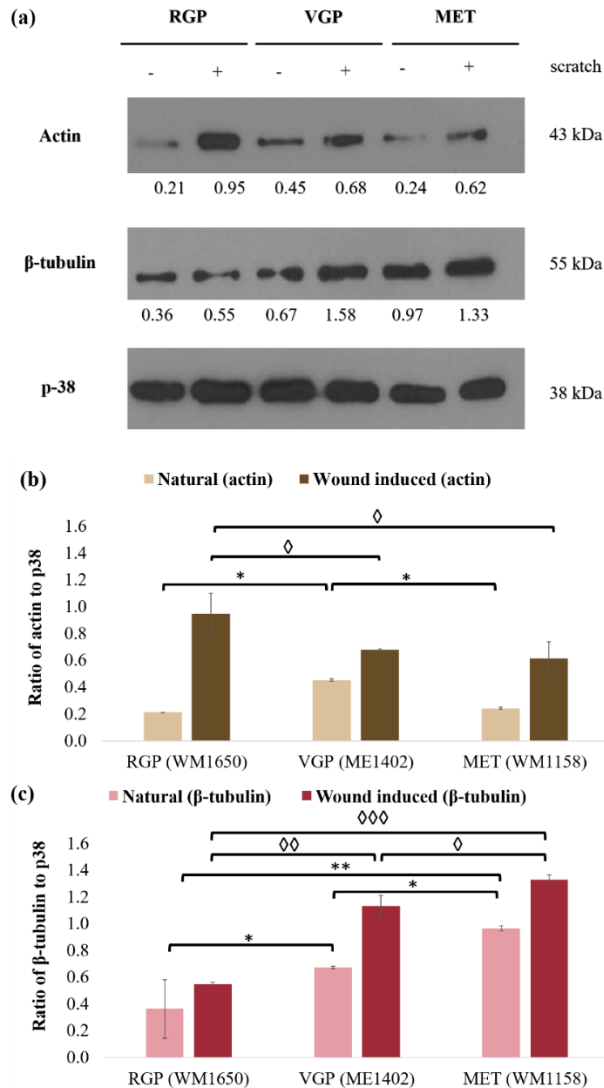 (a)
RGP VGP MET
- + - + - + scratch
Actin 43 kDa
0.21 0.95 0.45 0.68 0.24 0.62
β-tubulin 55 kDa
0.36 0.55 0.67 1.58 0.97 1.33
p-38 38 kDa
(b)
Natural (actin) Wound induced (actin)
Ratio of actin to p38
1.6
1.4
1.2
1.0
0.8
0.6
0.4
0.2
0.0
◊
◊
* *
RGP (WM1650) VGP (ME1402) MET (WM1158)
(c)
Natural (β-tubulin) Wound induced (β-tubulin)
Ratio of β-tubulin to p38
1.6
1.4
1.2
1.0
0.8
0.6
0.4
0.2
0.0
◊◊◊
◊◊ ◊
**
*
*
RGP (WM1650) VGP (ME1402) MET (WM1158)